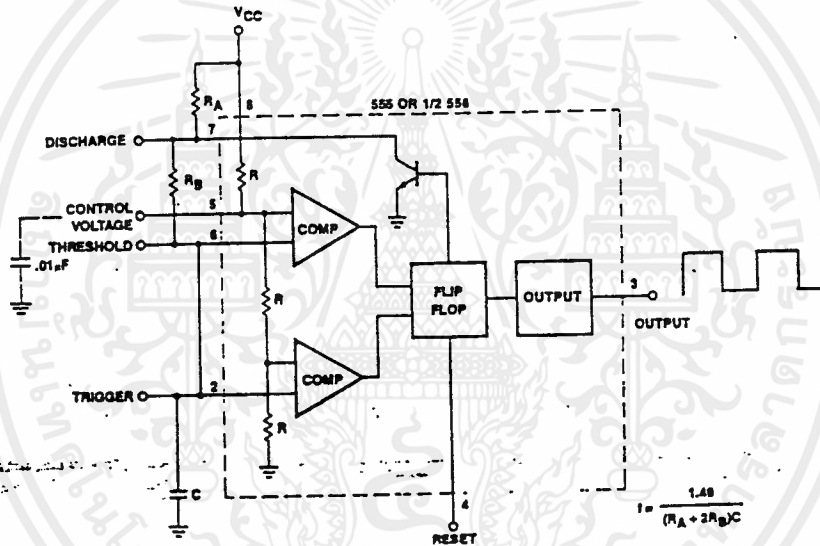 VCC
RA
8
555 OR 1/2 556
7
DISCHARGE
RB
R
5
CONTROL
VOLTAGE
COMP
6
THRESHOLD
.01μF
R
FLIP
FLOP
OUTPUT
3
OUTPUT
COMP
2
TRIGGER
R
C
4
RESET
f = 1.49
(RA + 2RB)C